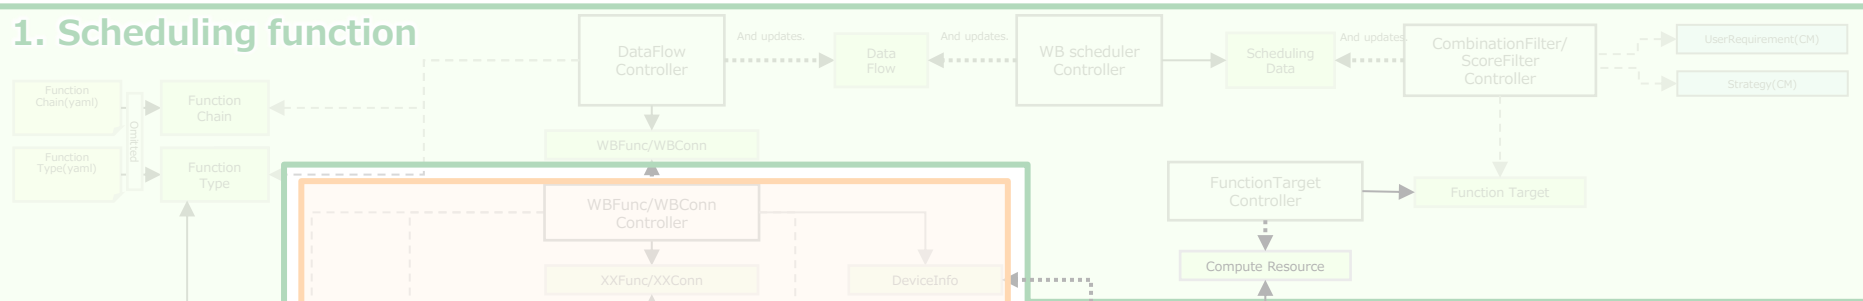 1. Scheduling function
DataFlow
Controller
And updates.
Data
Flow
And updates.
WB scheduler
Controller
Scheduling
Data
And updates.
CombinationFilter/
ScoreFilter
Controller
UserRequirement(CM)
Strategy(CM)
Function
Chain(yaml)
Omitted
Function
Chain
Function
Type(yaml)
Function
Type
WBFunc/WBConn
FunctionTarget
Controller
Function Target
WBFunc/WBConn
Controller
Compute Resource
XXFunc/XXConn
DeviceInfo